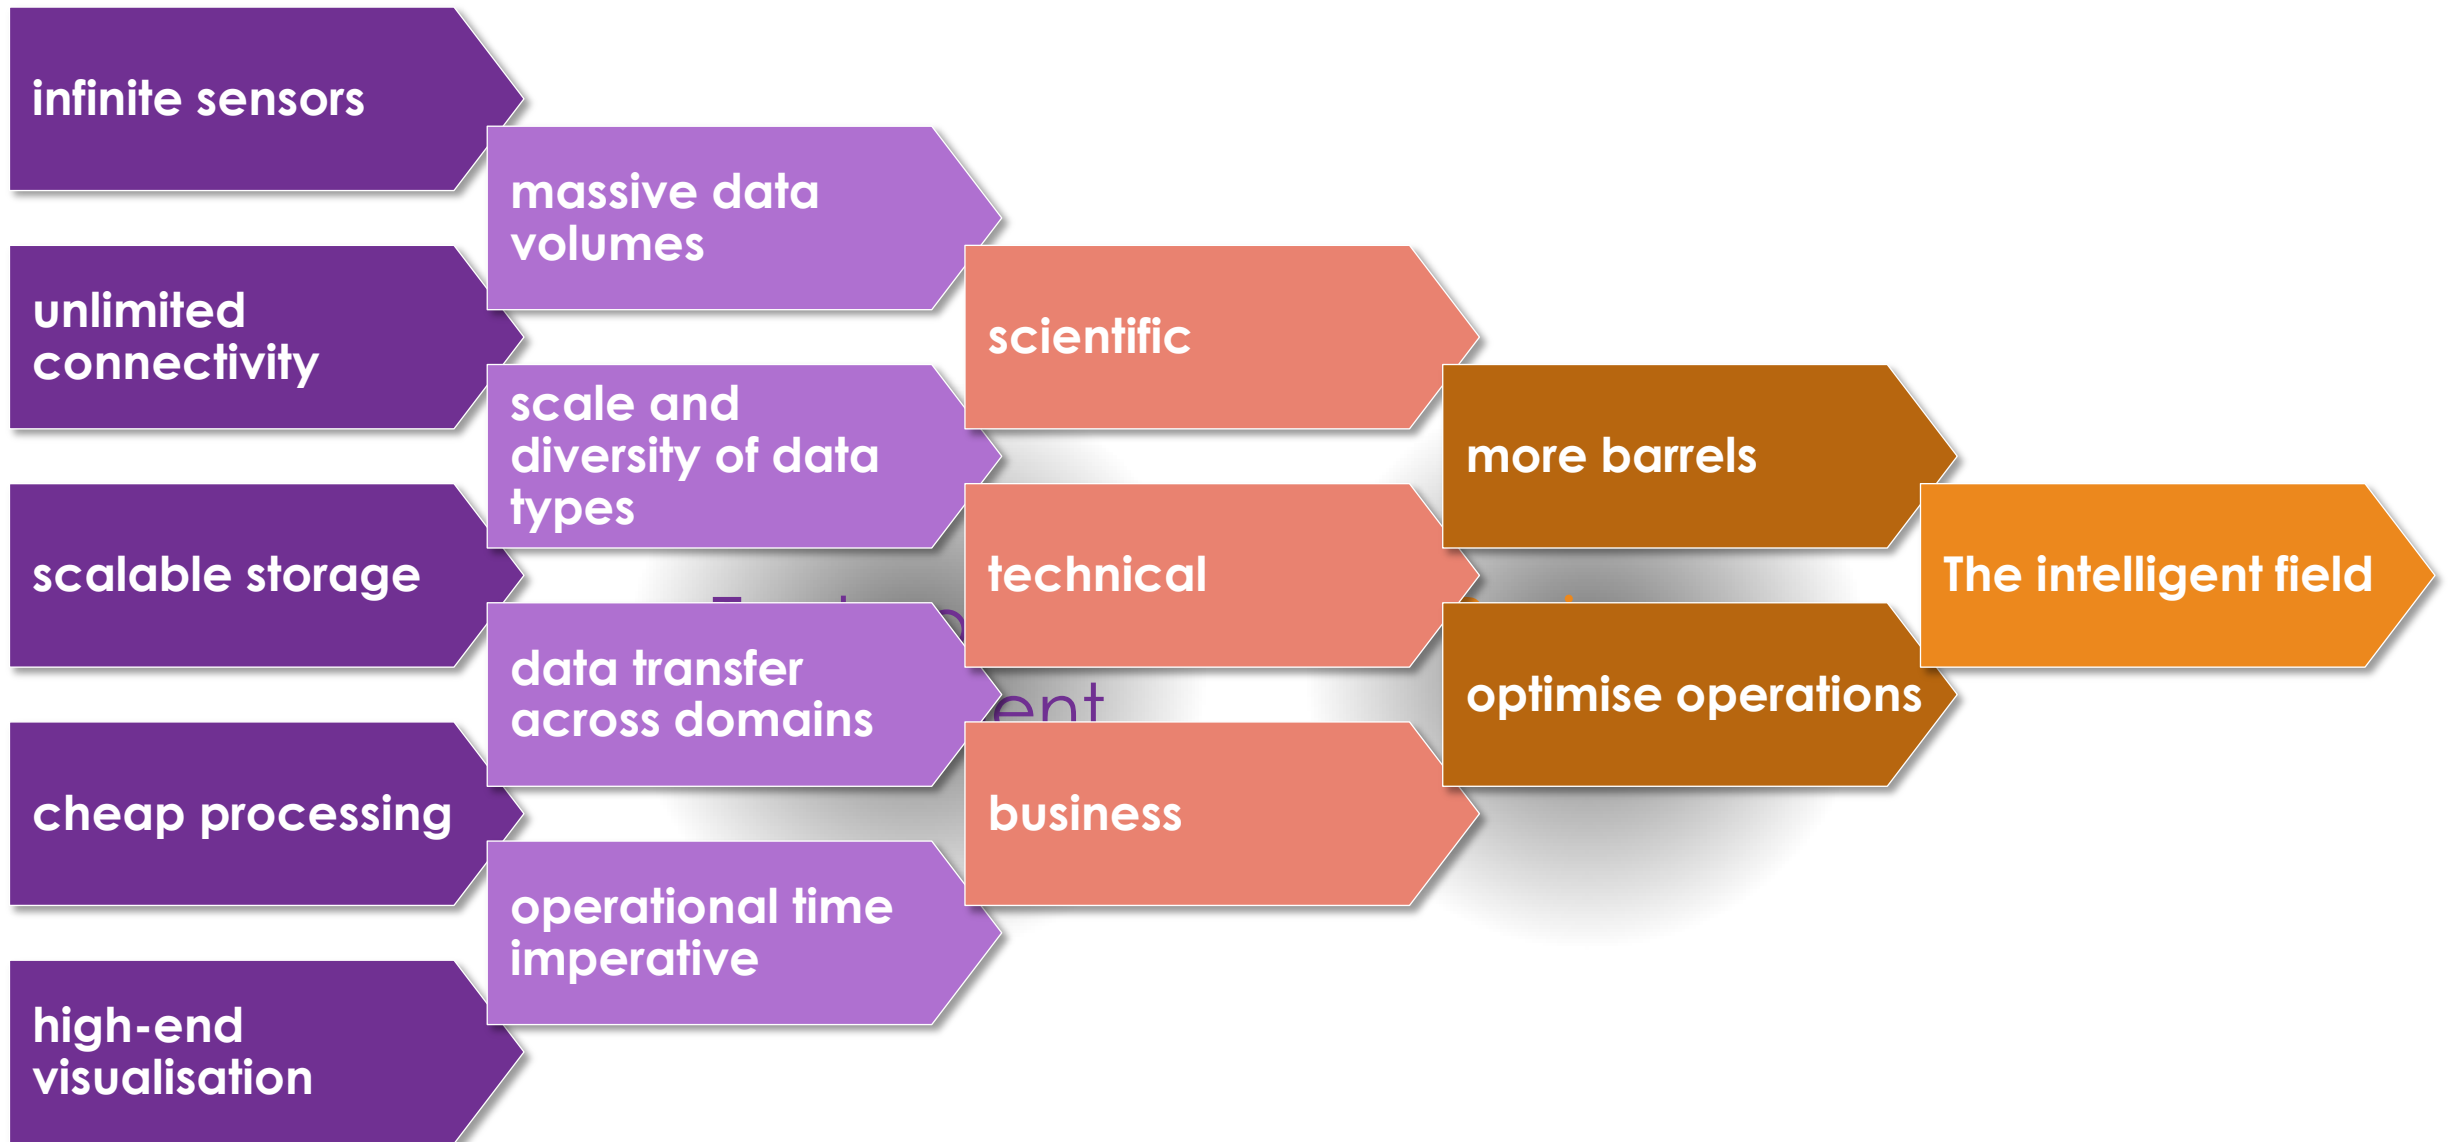 infinite sensors
unlimited
connectivity
scalable storage
cheap processing
high-end
visualisation
massive data
volumes
scale and
diversity of data
types
data transfer
across domains
operational time
imperative
scientific
technical
business
more barrels
optimise operations
The intelligent field